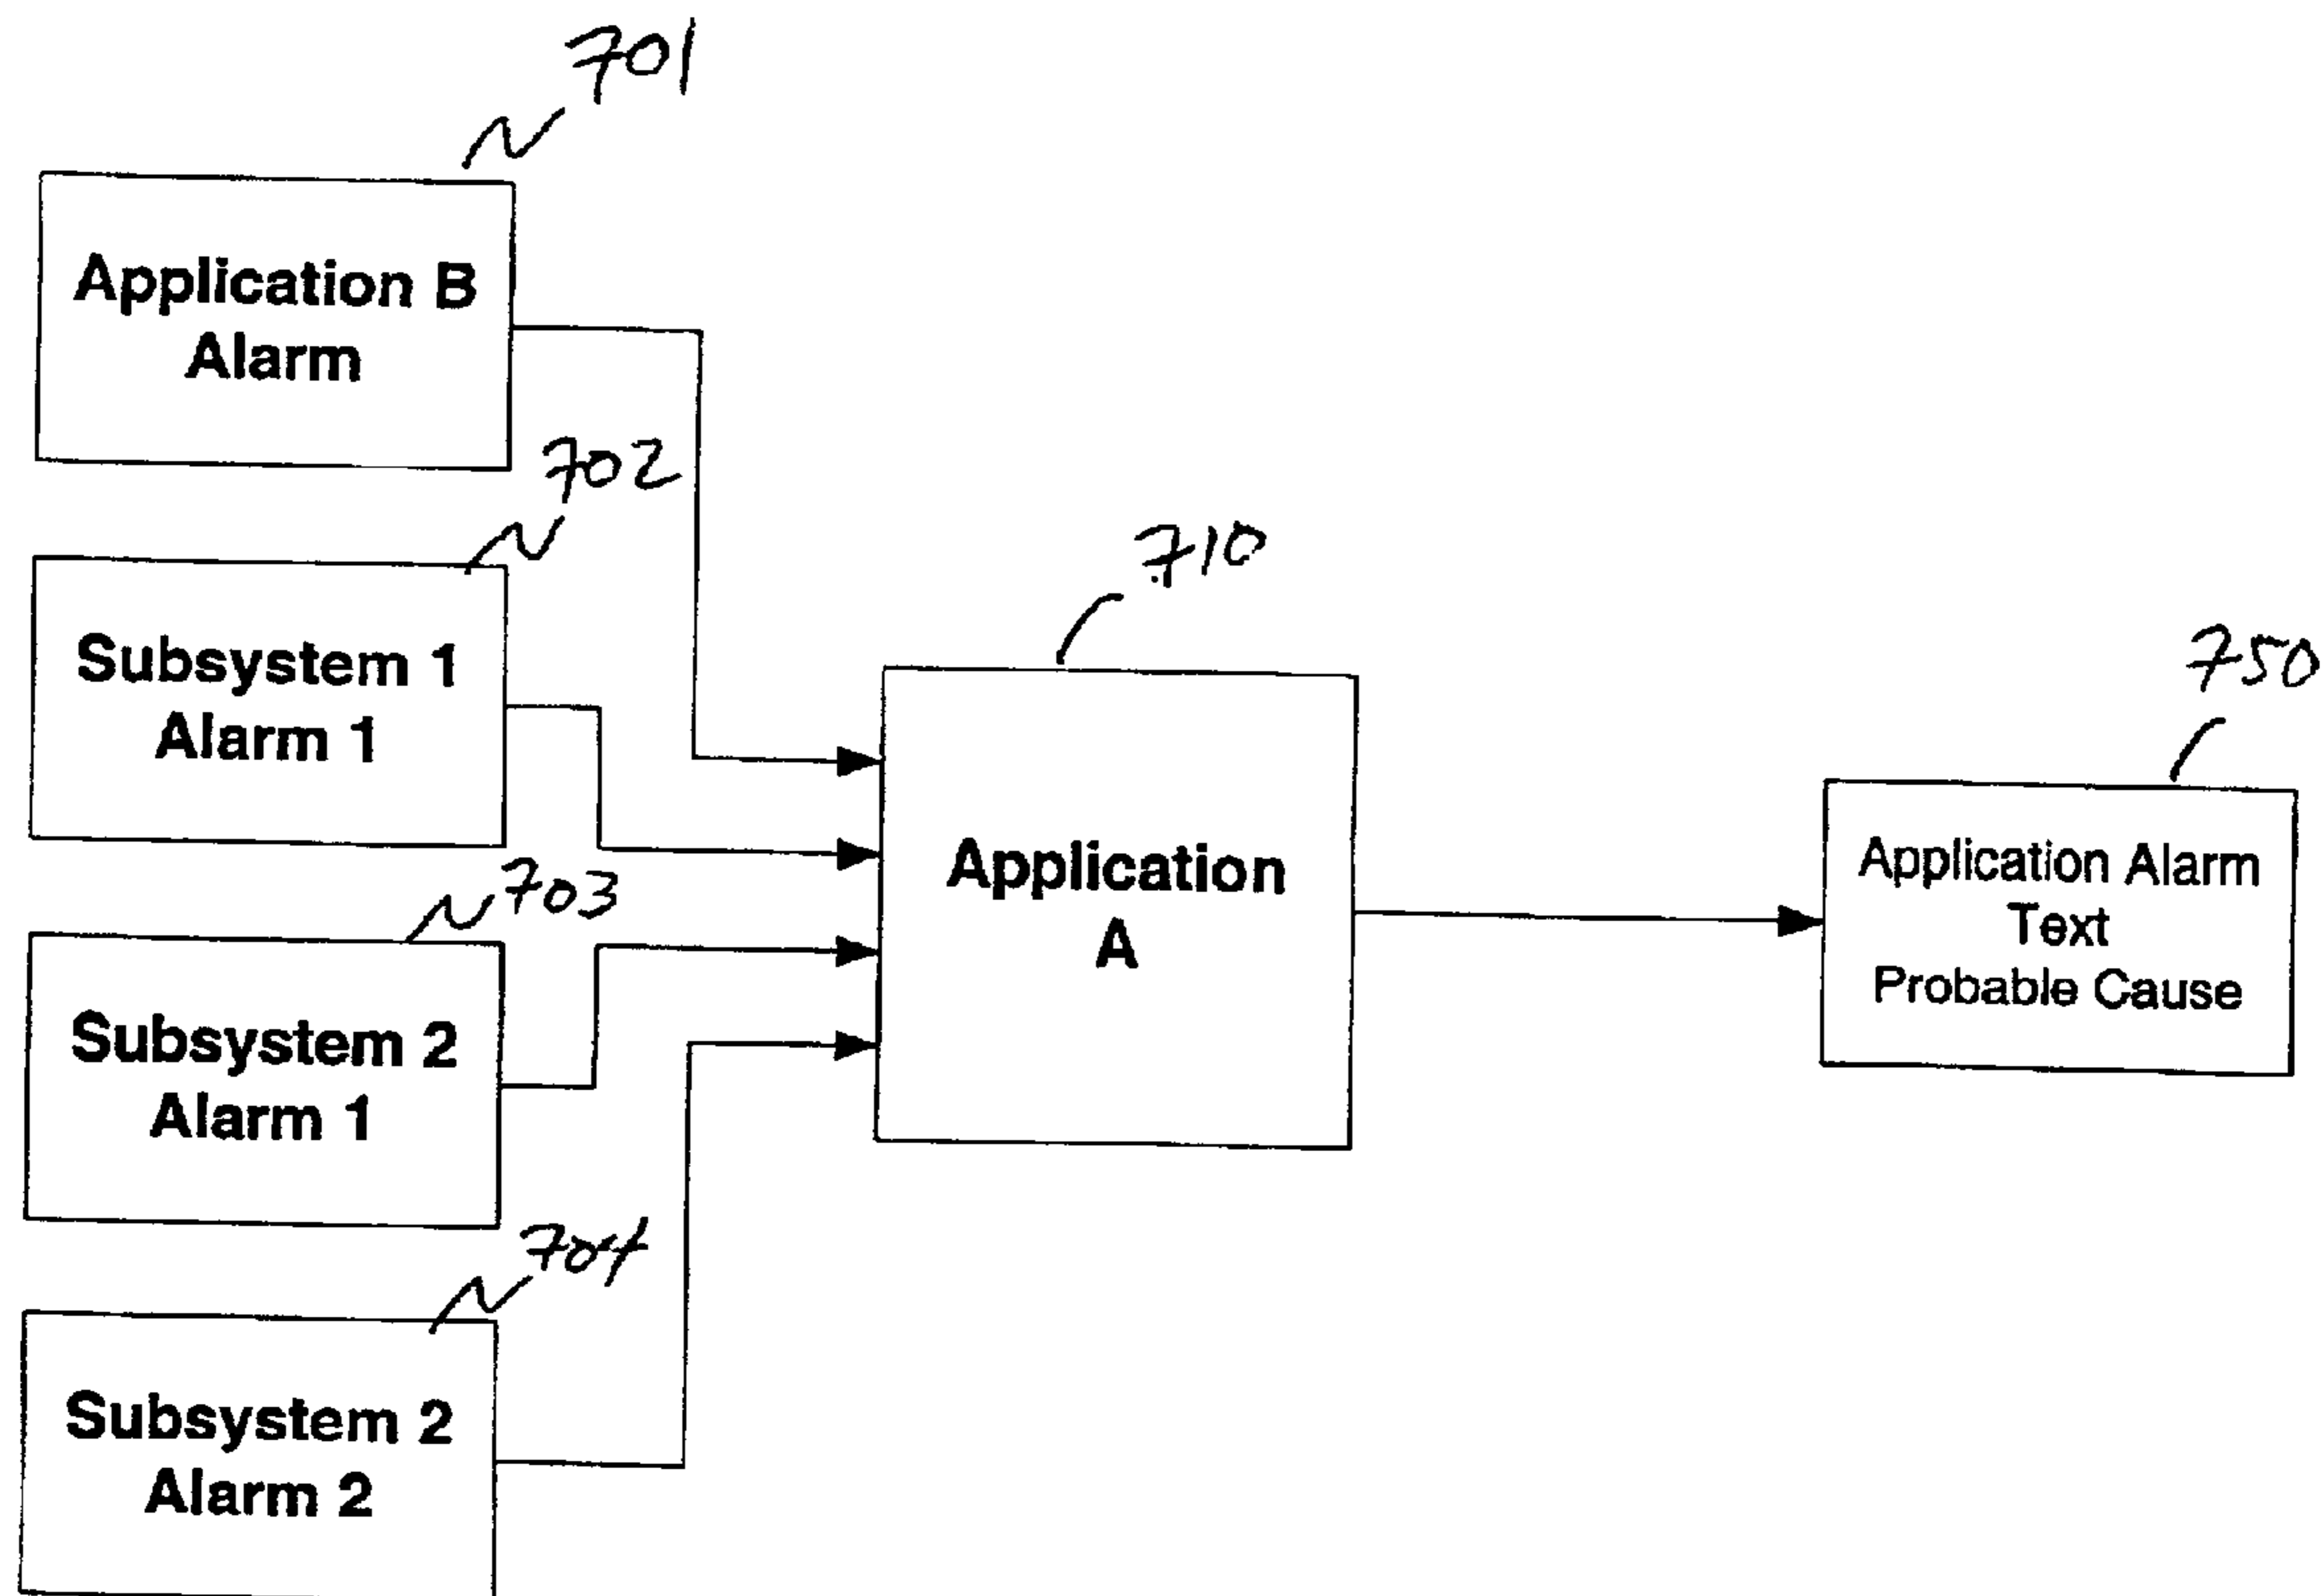 701
Application B
Alarm
702
Subsystem 1
Alarm 1
703
Subsystem 2
Alarm 1
704
Subsystem 2
Alarm 2
710
Application
A
750
Application Alarm
Text
Probable Cause